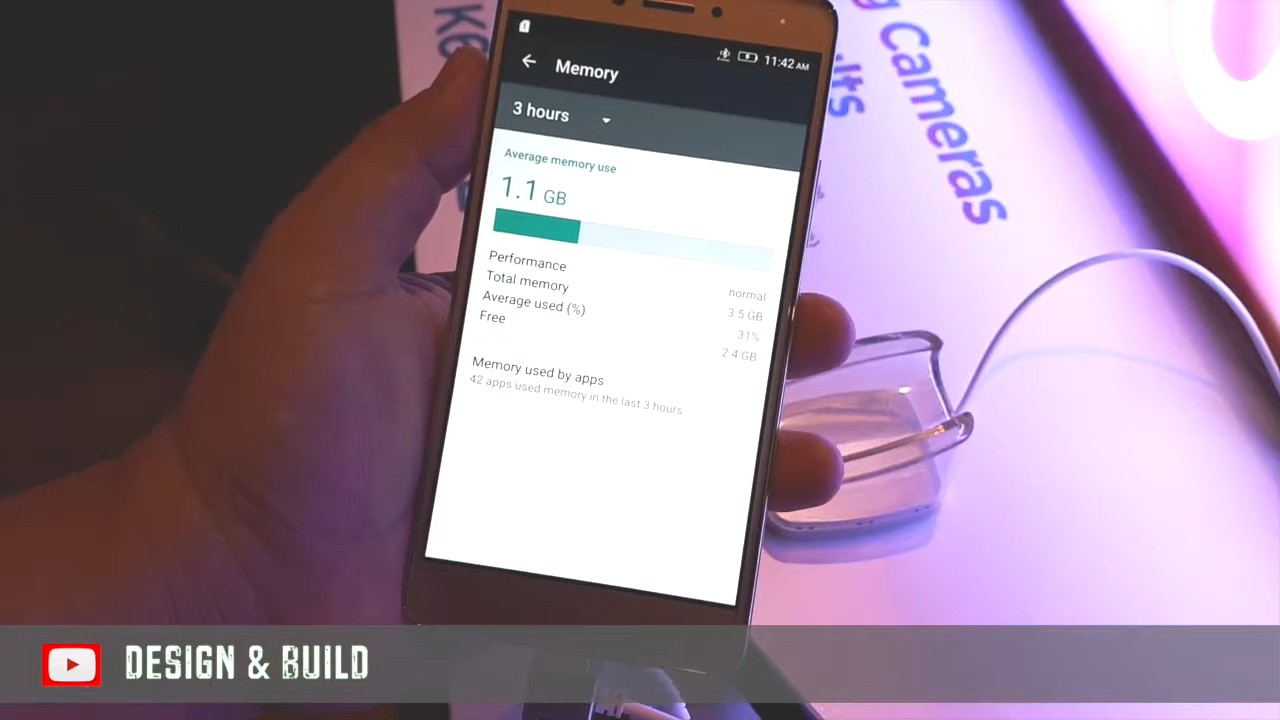 11:42 AM
Memory
3 hours
Average memory use
1.1 GB
Performance normal
Total memory 3.5 GB
Average used (%) 31%
Free 2.4 GB
Memory used by apps
42 apps used memory in the last 3 hours
Cameras
DESIGN & BUILD